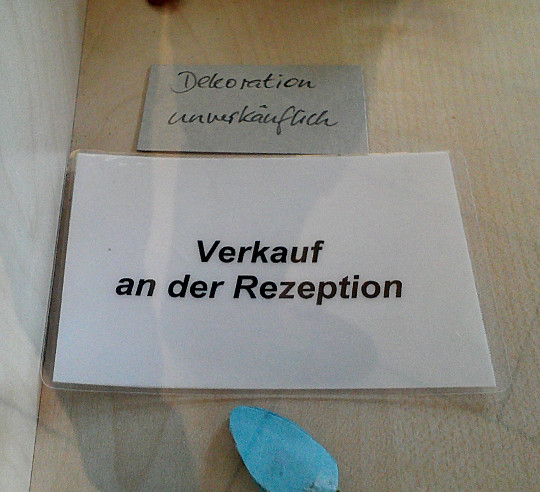 Dekoration
unverkäuflich
Verkauf
an der Rezeption